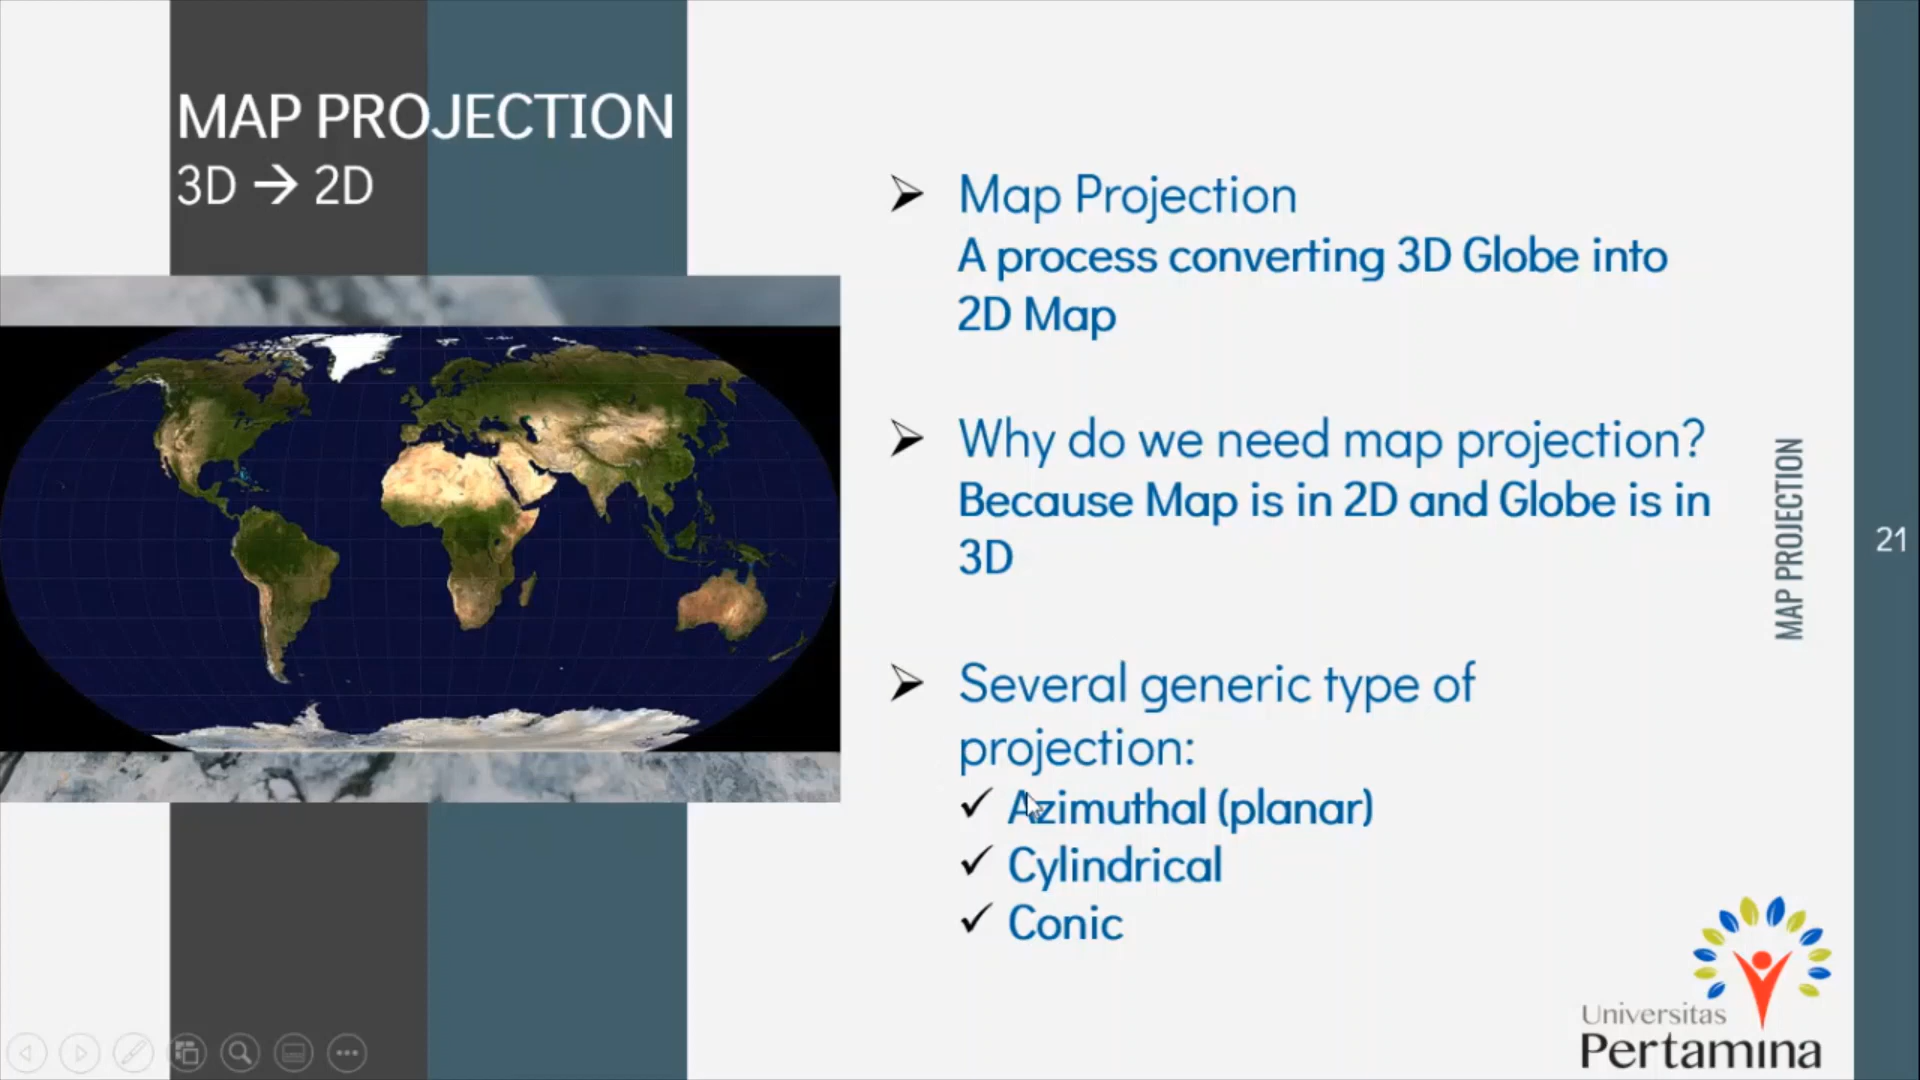 MAP PROJECTION
3D → 2D
➢ Map Projection
A process converting 3D Globe into
2D Map
➢ Why do we need map projection?
Because Map is in 2D and Globe is in
3D
➢ Several generic type of
projection:
✓ Azimuthal (planar)
✓ Cylindrical
✓ Conic
MAP PROJECTION
21
Universitas
Pertamina